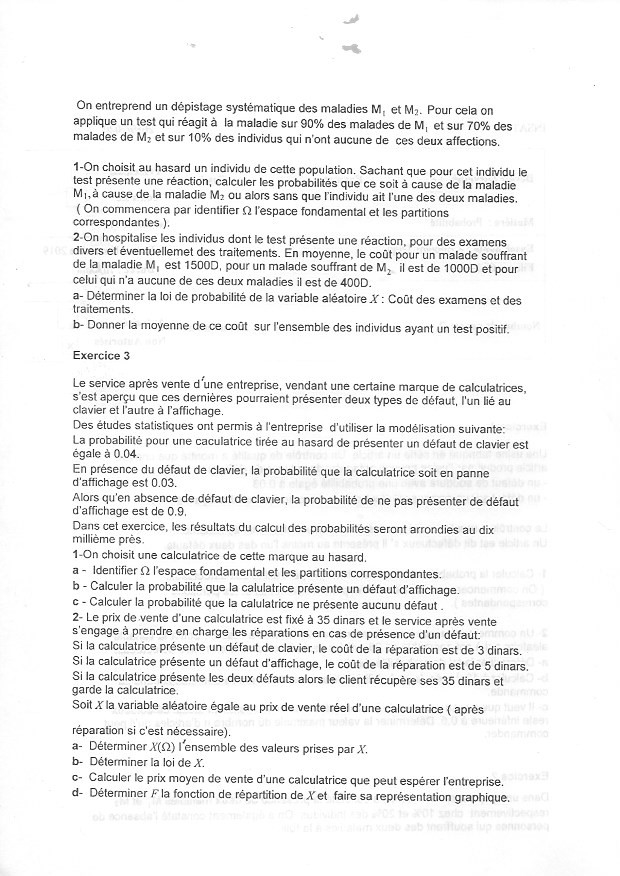 On entreprend un dépistage systématique des maladies M₁ et M₂. Pour cela on
applique un test qui réagit à la maladie sur 90% des malades de M₁ et sur 70% des
malades de M₂ et sur 10% des individus qui n'ont aucune de ces deux affections.
1-On choisit au hasard un individu de cette population. Sachant que pour cet individu le
test présente une réaction, calculer les probabilités que ce soit à cause de la maladie
M₁, à cause de la maladie M₂ ou alors sans que l'individu ait l'une des deux maladies.
( On commencera par identifier Ω l'espace fondamental et les partitions
correspondantes ).
2-On hospitalise les individus dont le test présente une réaction, pour des examens
divers et éventuellemet des traitements. En moyenne, le coût pour un malade souffrant
de la maladie M₁ est 1500D, pour un malade souffrant de M₂ il est de 1000D et pour
celui qui n'a aucune de ces deux maladies il est de 400D.
a- Déterminer la loi de probabilité de la variable aléatoire X : Coût des examens et des
traitements.
b- Donner la moyenne de ce coût sur l'ensemble des individus ayant un test positif.
Exercice 3
Le service après vente d'une entreprise, vendant une certaine marque de calculatrices,
s'est aperçu que ces dernières pourraient présenter deux types de défaut, l'un lié au
clavier et l'autre à l'affichage.
Des études statistiques ont permis à l'entreprise d'utiliser la modélisation suivante:
La probabilité pour une caculatrice tirée au hasard de présenter un défaut de clavier est
égale à 0.04.
En présence du défaut de clavier, la probabilité que la calculatrice soit en panne
d'affichage est 0.03.
Alors qu'en absence de défaut de clavier, la probabilité de ne pas présenter de défaut
d'affichage est de 0.9.
Dans cet exercice, les résultats du calcul des probabilités seront arrondies au dix
millième près.
1-On choisit une calculatrice de cette marque au hasard.
a - Identifier Ω l'espace fondamental et les partitions correspondantes.
b - Calculer la probabilité que la calulatrice présente un défaut d'affichage.
c - Calculer la probabilité que la calulatrice ne présente aucunu défaut .
2- Le prix de vente d'une calculatrice est fixé à 35 dinars et le service après vente
s'engage à prendre en charge les réparations en cas de présence d'un défaut:
Si la calculatrice présente un défaut de clavier, le coût de la réparation est de 3 dinars.
Si la calculatrice présente un défaut d'affichage, le coût de la réparation est de 5 dinars.
Si la calculatrice présente les deux défauts alors le client récupère ses 35 dinars et
garde la calculatrice.
Soit X la variable aléatoire égale au prix de vente réel d'une calculatrice ( après
réparation si c'est nécessaire).
a- Déterminer X(Ω) l'ensemble des valeurs prises par X.
b- Déterminer la loi de X.
c- Calculer le prix moyen de vente d'une calculatrice que peut espérer l'entreprise.
d- Déterminer F la fonction de répartition de X et faire sa représentation graphique.